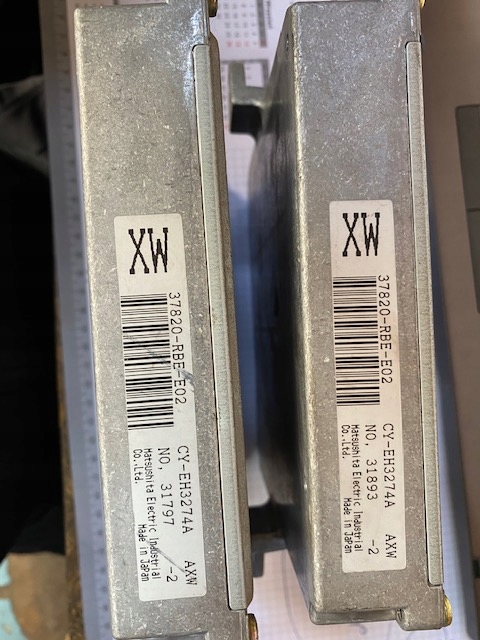 XW
37820-RBE-E02
CY-EH3274A AXW
NO, 31797 -2
Matsushita Electric Industrial
Co.,Ltd. Made in Japan
XW
37820-RBE-E02
CY-EH3274A AXW
NO, 31893 -2
Matsushita Electric Industrial
Co.,Ltd. Made in Japan